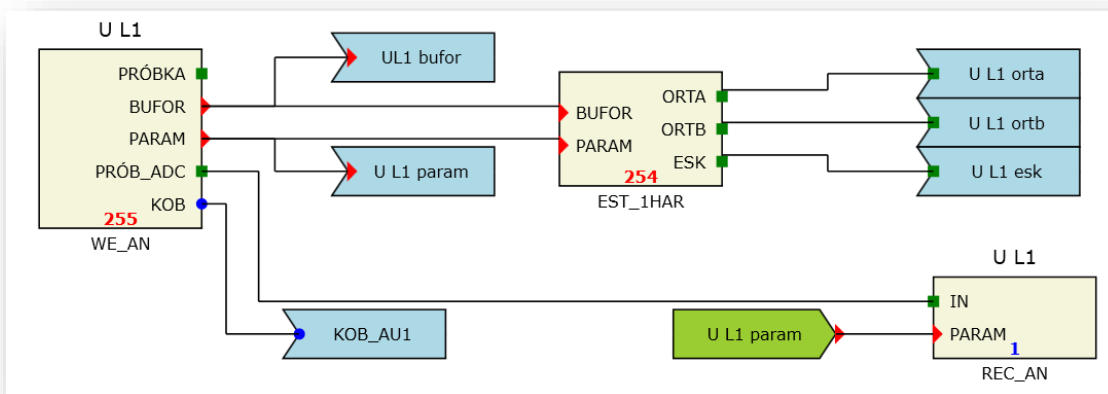 U L1
PRÓBKA
BUFOR
PARAM
PRÓB_ADC
KOB
255
WE_AN
UL1 bufor
U L1 param
KOB_AU1
BUFOR
PARAM
ORTA
ORTB
ESK
254
EST_1HAR
U L1 orta
U L1 ortb
U L1 esk
U L1 param
U L1
IN
PARAM
1
REC_AN